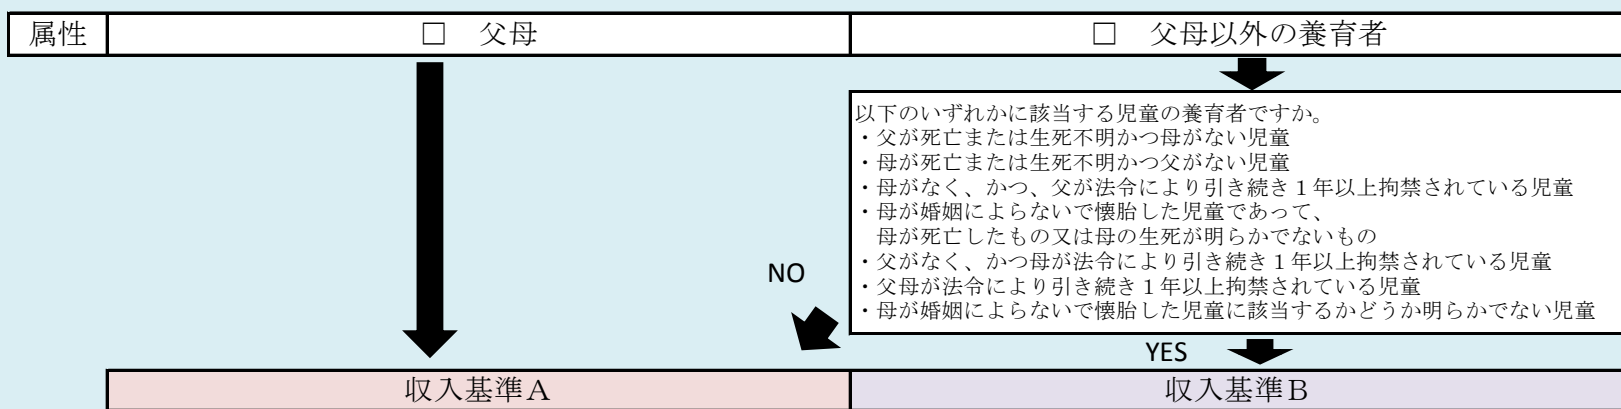 属性
□ 父母
□ 父母以外の養育者
以下のいずれかに該当する児童の養育者ですか。
・父が死亡または生死不明かつ母がない児童
・母が死亡または生死不明かつ父がない児童
・母がなく、かつ、父が法令により引き続き１年以上拘禁されている児童
・母が婚姻によらないで懐胎した児童であって、
母が死亡したもの又は母の生死が明らかでないもの
・父がなく、かつ母が法令により引き続き１年以上拘禁されている児童
・父母が法令により引き続き１年以上拘禁されている児童
・母が婚姻によらないで懐胎した児童に該当するかどうか明らかでない児童
NO
YES
収入基準Ａ
収入基準Ｂ